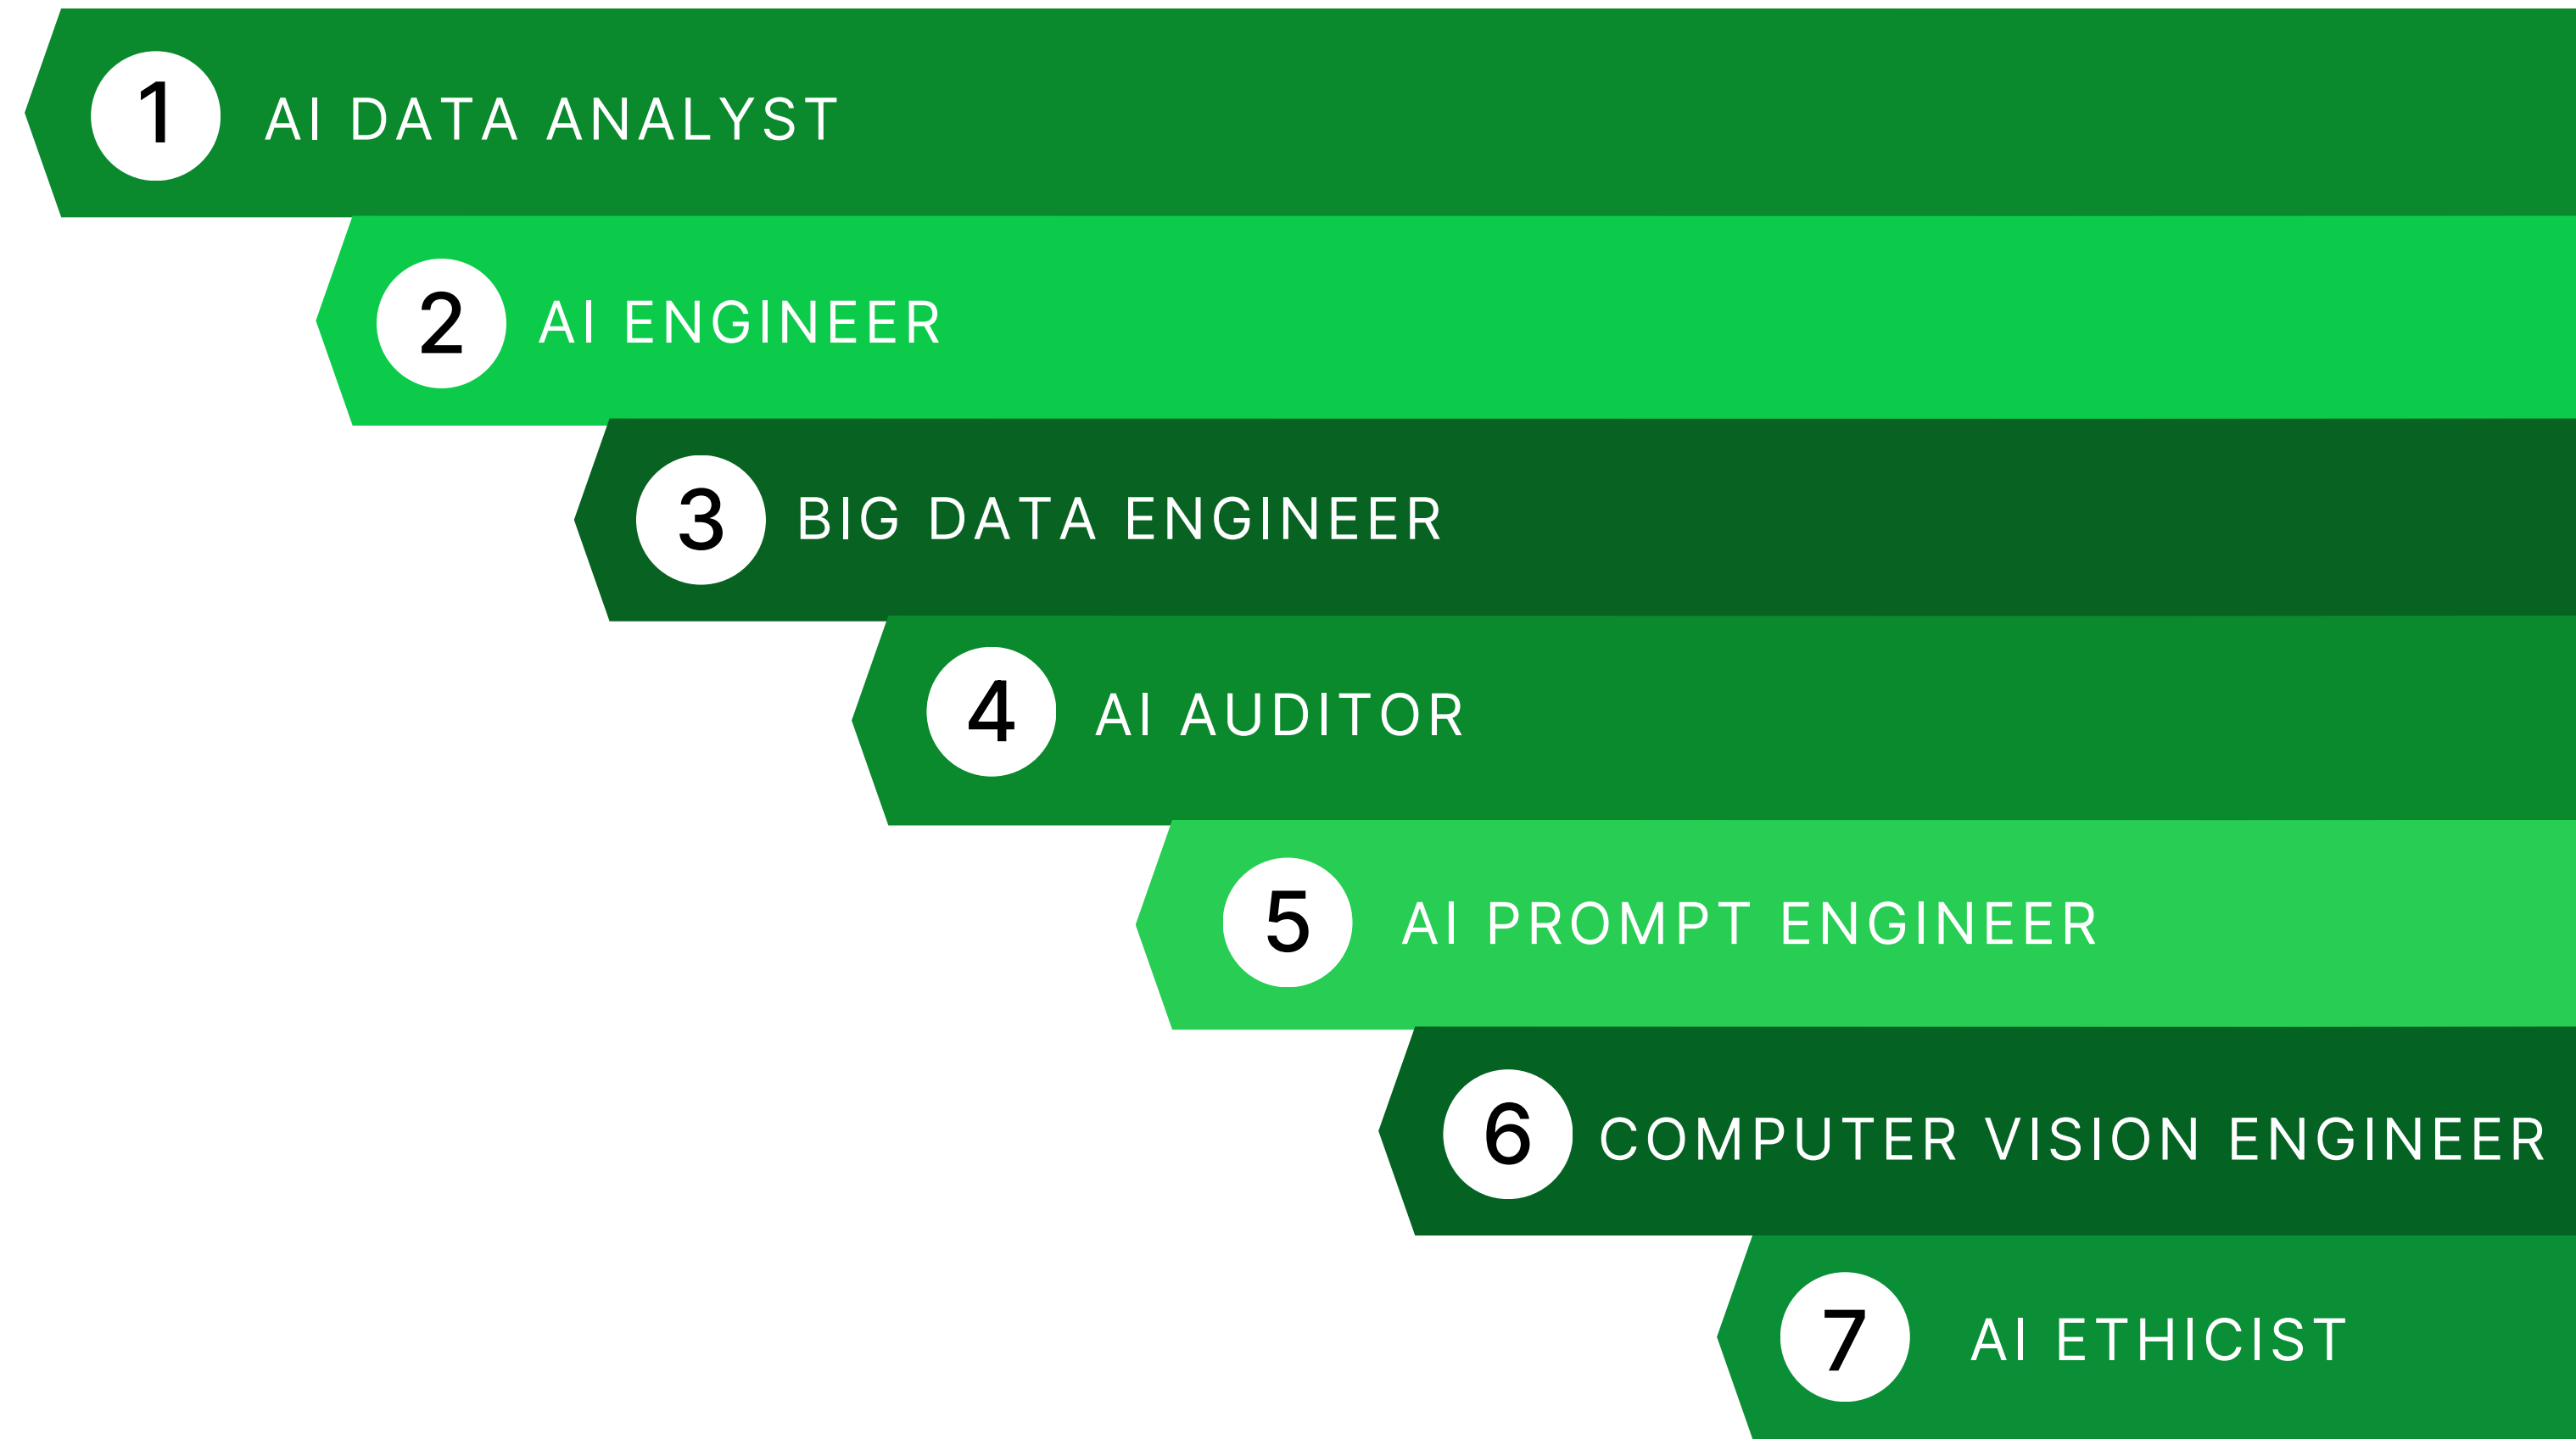 1 AI DATA ANALYST
2 AI ENGINEER
3 BIG DATA ENGINEER
4 AI AUDITOR
5 AI PROMPT ENGINEER
6 COMPUTER VISION ENGINEER
7 AI ETHICIST